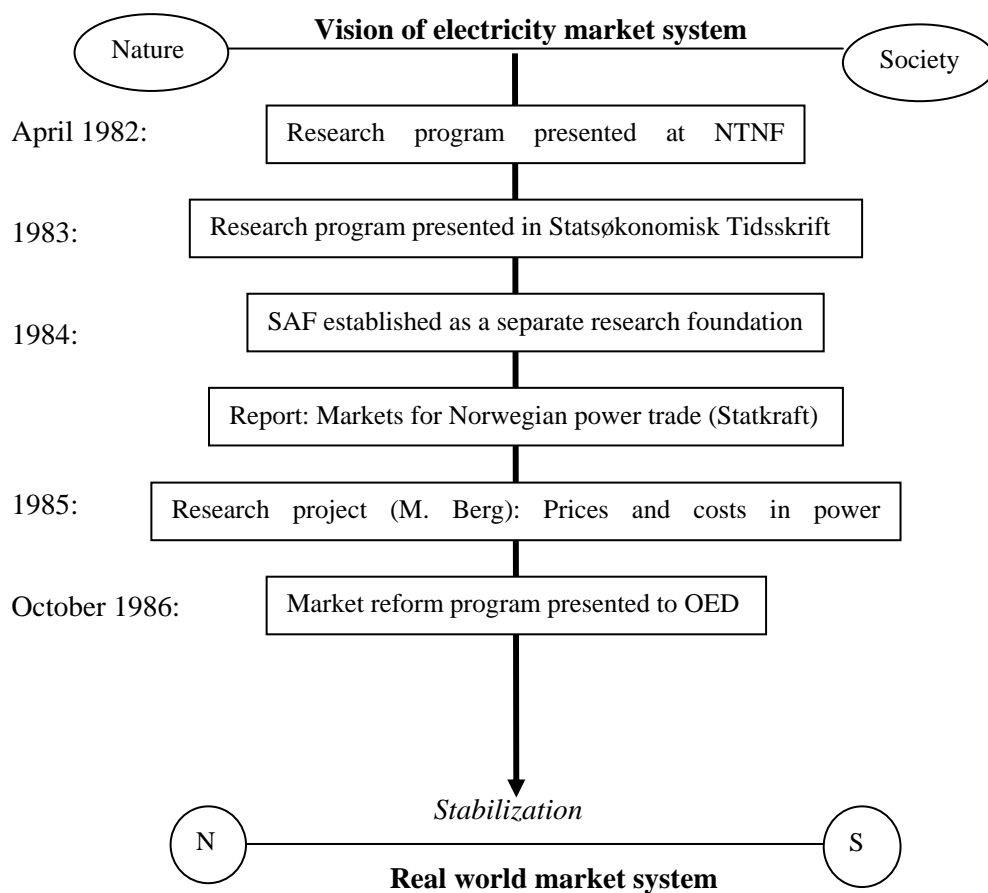 Vision of electricity market system
Nature
Society
April 1982:
Research program presented at NTNF
1983:
Research program presented in Statsøkonomisk Tidsskrift
1984:
SAF established as a separate research foundation
Report: Markets for Norwegian power trade (Statkraft)
1985:
Research project (M. Berg): Prices and costs in power
October 1986:
Market reform program presented to OED
Stabilization
N
S
Real world market system